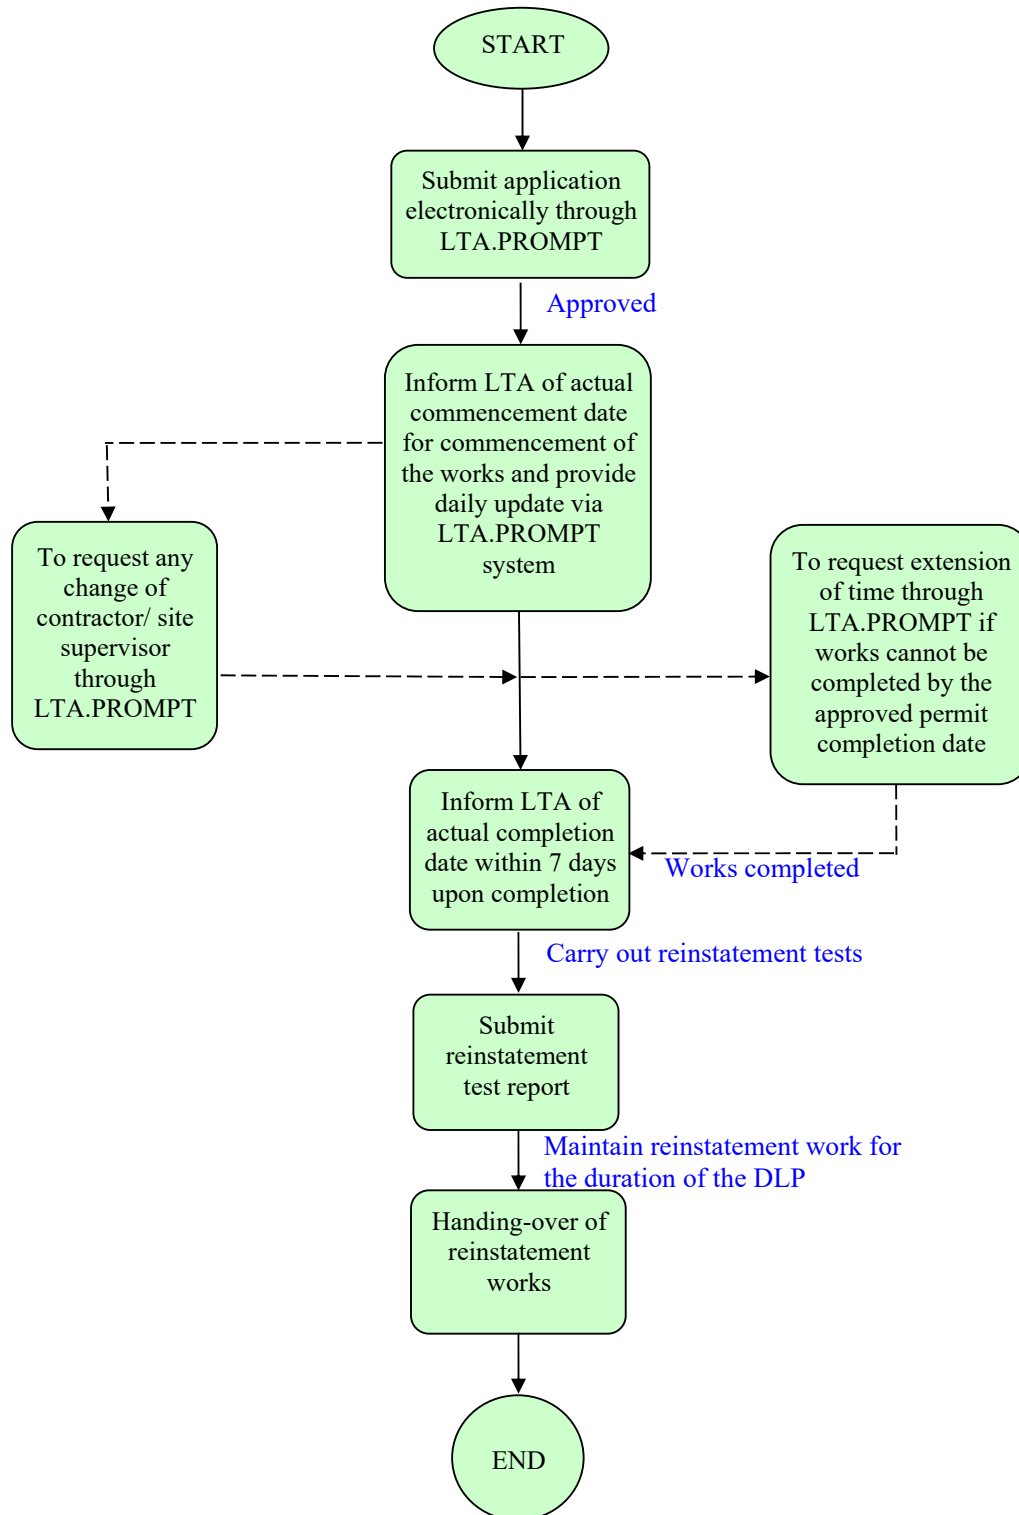 START
Submit application
electronically through
LTA.PROMPT
Approved
Inform LTA of actual
commencement date
for commencement of
the works and provide
daily update via
LTA.PROMPT
system
To request any
change of
contractor/ site
supervisor
through
LTA.PROMPT
To request extension
of time through
LTA.PROMPT if
works cannot be
completed by the
approved permit
completion date
Inform LTA of
actual completion
date within 7 days
upon completion
Works completed
Carry out reinstatement tests
Submit
reinstatement
test report
Maintain reinstatement work for
the duration of the DLP
Handing-over of
reinstatement
works
END